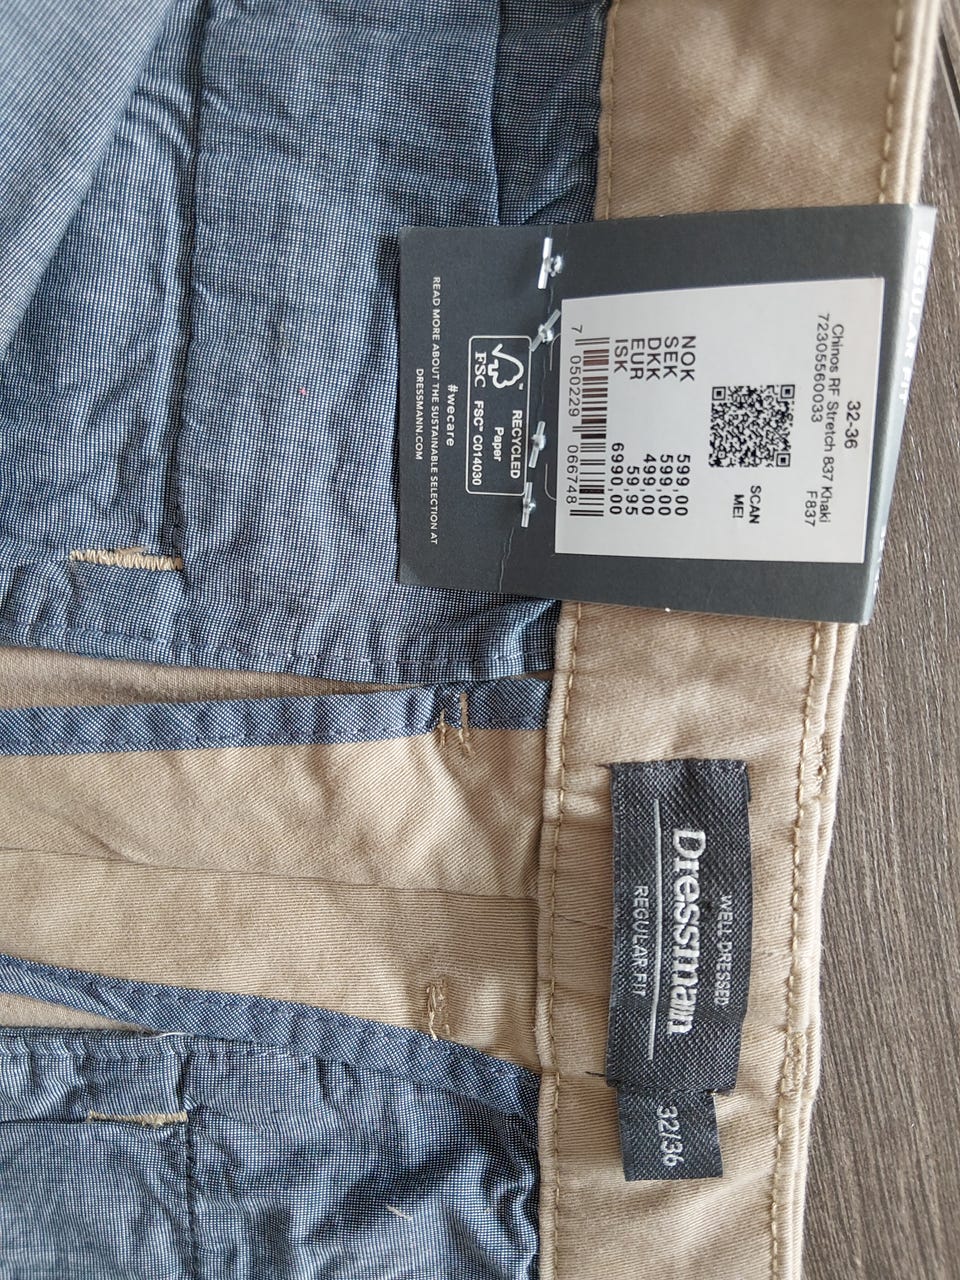 REGULAR FIT
32-36
Chinos RF Stretch 837 Khaki
72305560033 F837
SCAN
ME!
NOK 599,00
SEK 599,00
DKK 499,00
EUR 59,95
ISK 6990,00
7 050229 066748
RECYCLED
Paper
FSC FSC™ C014030
#wecare
READ MORE ABOUT THE SUSTAINABLE SELECTION AT
DRESSMANN.COM
WELL DRESSED
Dressmann
REGULAR FIT
32/36